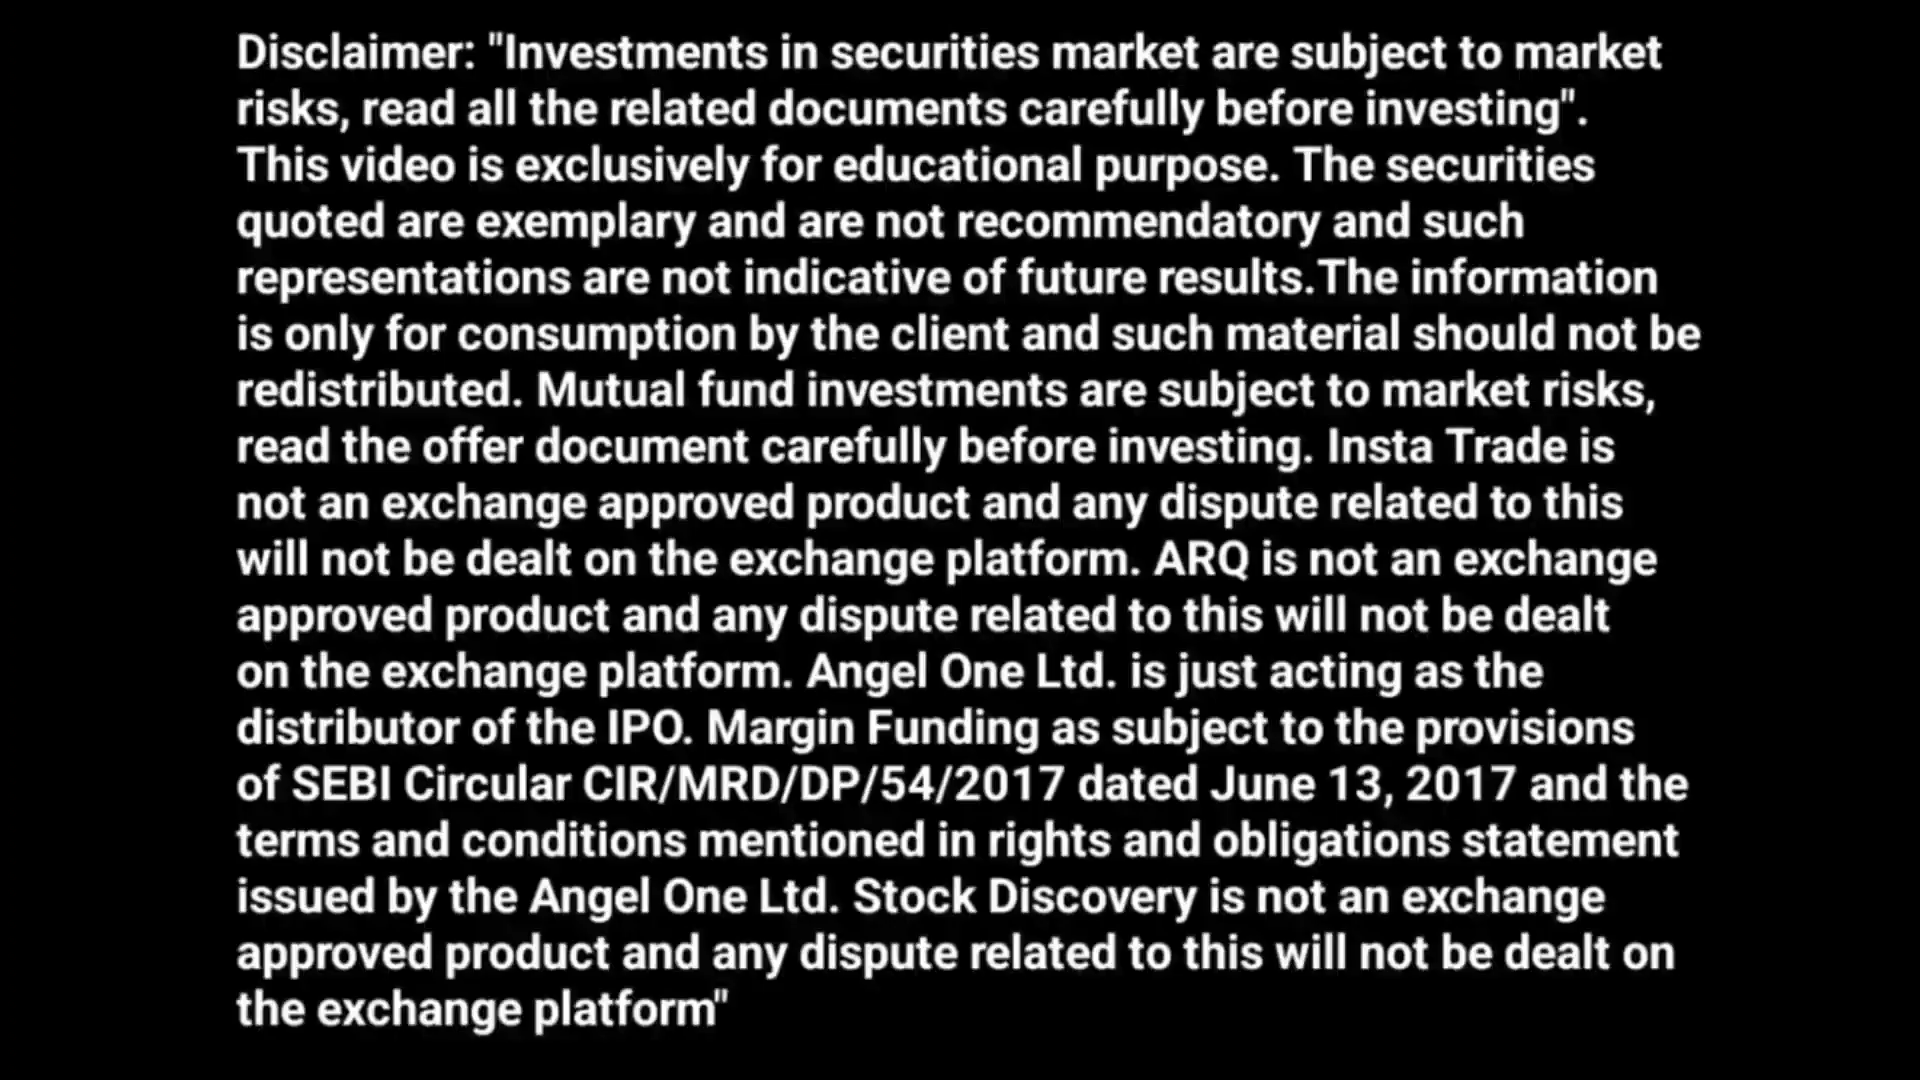 Disclaimer: "Investments in securities market are subject to market
risks, read all the related documents carefully before investing".
This video is exclusively for educational purpose. The securities
quoted are exemplary and are not recommendatory and such
representations are not indicative of future results.The information
is only for consumption by the client and such material should not be
redistributed. Mutual fund investments are subject to market risks,
read the offer document carefully before investing. Insta Trade is
not an exchange approved product and any dispute related to this
will not be dealt on the exchange platform. ARQ is not an exchange
approved product and any dispute related to this will not be dealt
on the exchange platform. Angel One Ltd. is just acting as the
distributor of the IPO. Margin Funding as subject to the provisions
of SEBI Circular CIR/MRD/DP/54/2017 dated June 13, 2017 and the
terms and conditions mentioned in rights and obligations statement
issued by the Angel One Ltd. Stock Discovery is not an exchange
approved product and any dispute related to this will not be dealt on
the exchange platform"